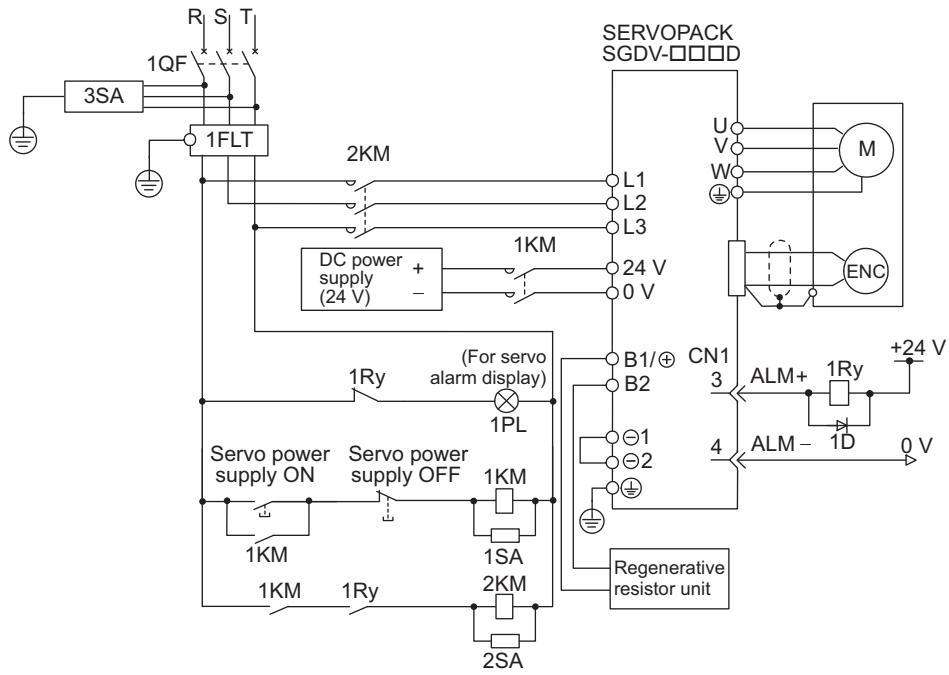 R S T
SERVOPACK
SGDV-□□□D
1QF
3SA
1FLT
2KM
U
V
W
M
L1
L2
L3
1KM
DC power
supply
(24 V)
+
−
24 V
0 V
ENC
(For servo
alarm display)
1Ry
1PL
B1/⊕
B2
CN1
3
ALM+
1Ry
+24 V
1D
4
ALM −
0 V
⊖1
⊖2
Servo power
supply ON
Servo power
supply OFF
1KM
1KM
1SA
1KM
1Ry
2KM
2SA
Regenerative
resistor unit